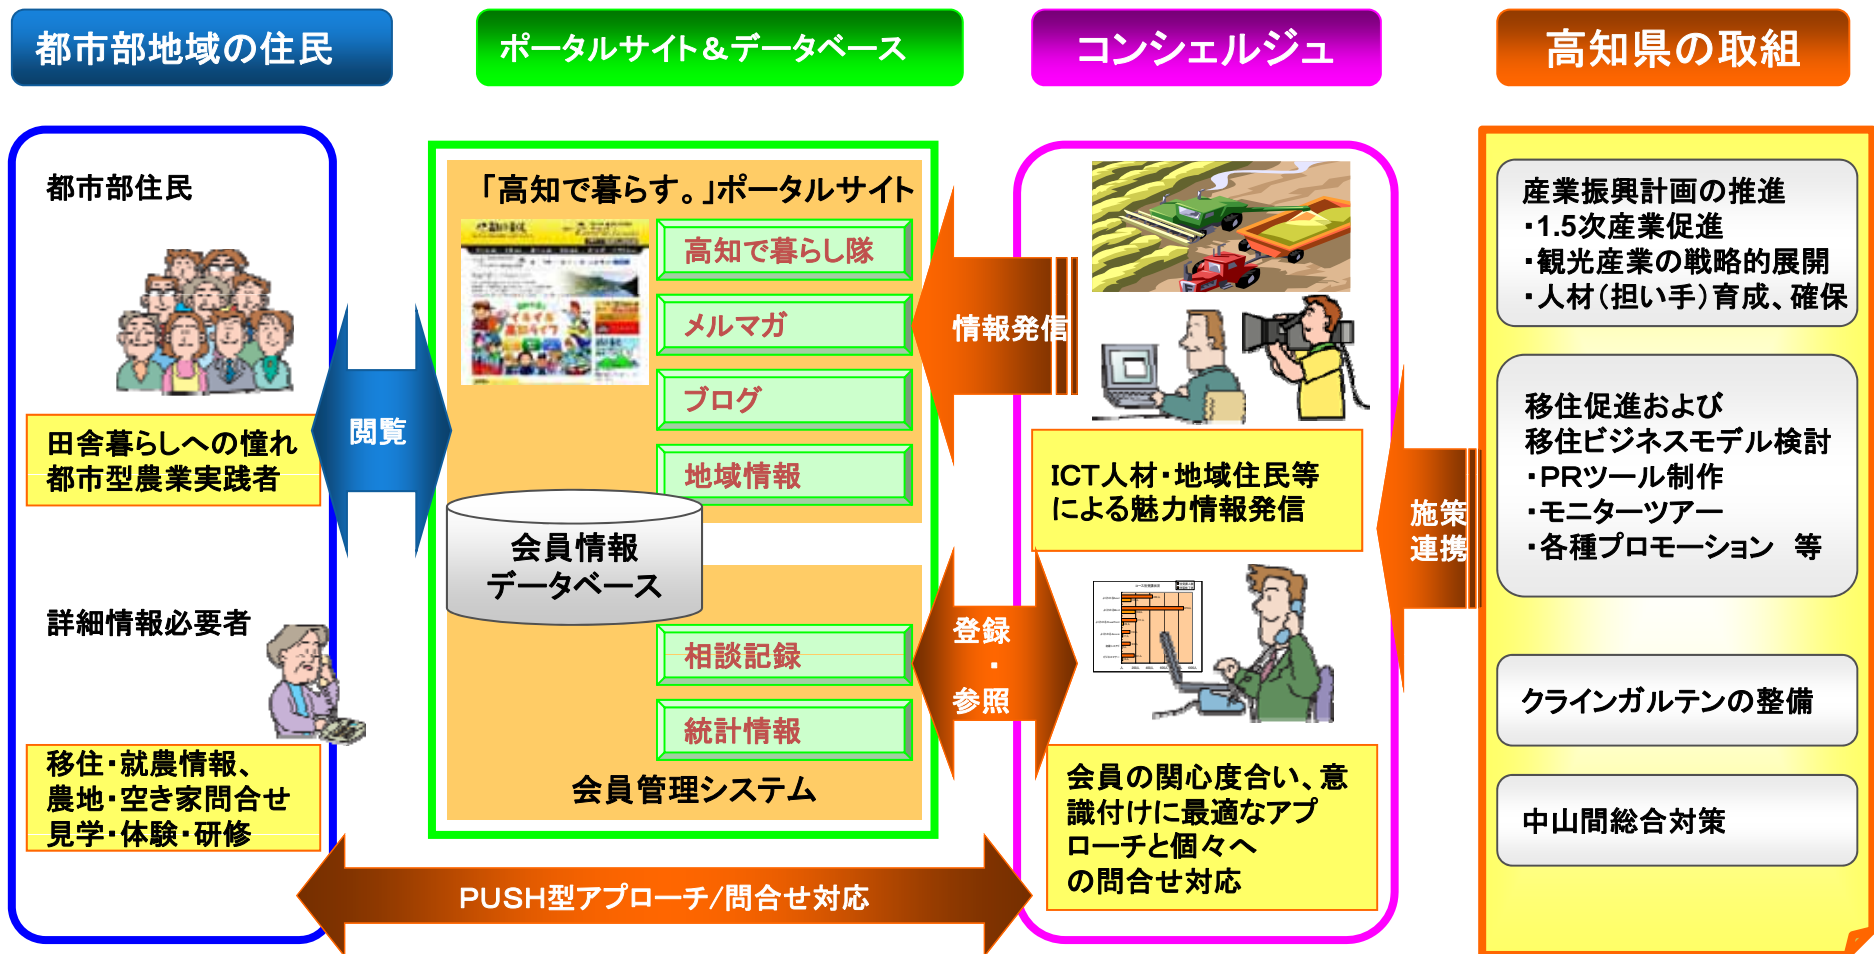 都市部地域の住民
ポータルサイト＆データベース
コンシェルジュ
高知県の取組
都市部住民
田舎暮らしへの憧れ
都市型農業実践者
詳細情報必要者
移住・就農情報、
農地・空き家問合せ
見学・体験・研修
閲覧
「高知で暮らす。」ポータルサイト
高知で暮らし隊
メルマガ
ブログ
地域情報
会員情報
データベース
相談記録
統計情報
会員管理システム
情報発信
登録
・
参照
PUSH型アプローチ/問合せ対応
ICT人材・地域住民等
による魅力情報発信
会員の関心度合い、意
識付けに最適なアプ
ローチと個々へ
の問合せ対応
施策
連携
産業振興計画の推進
・1.5次産業促進
・観光産業の戦略的展開
・人材（担い手）育成、確保
移住促進および
移住ビジネスモデル検討
・PRツール制作
・モニターツアー
・各種プロモーション　等
クラインガルテンの整備
中山間総合対策